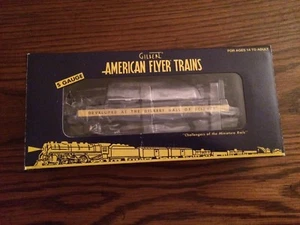 GILBERT
FOR AGES 14 TO ADULT
AMERICAN FLYER TRAINS
S GAUGE
"Challengers of the Miniature Rails"